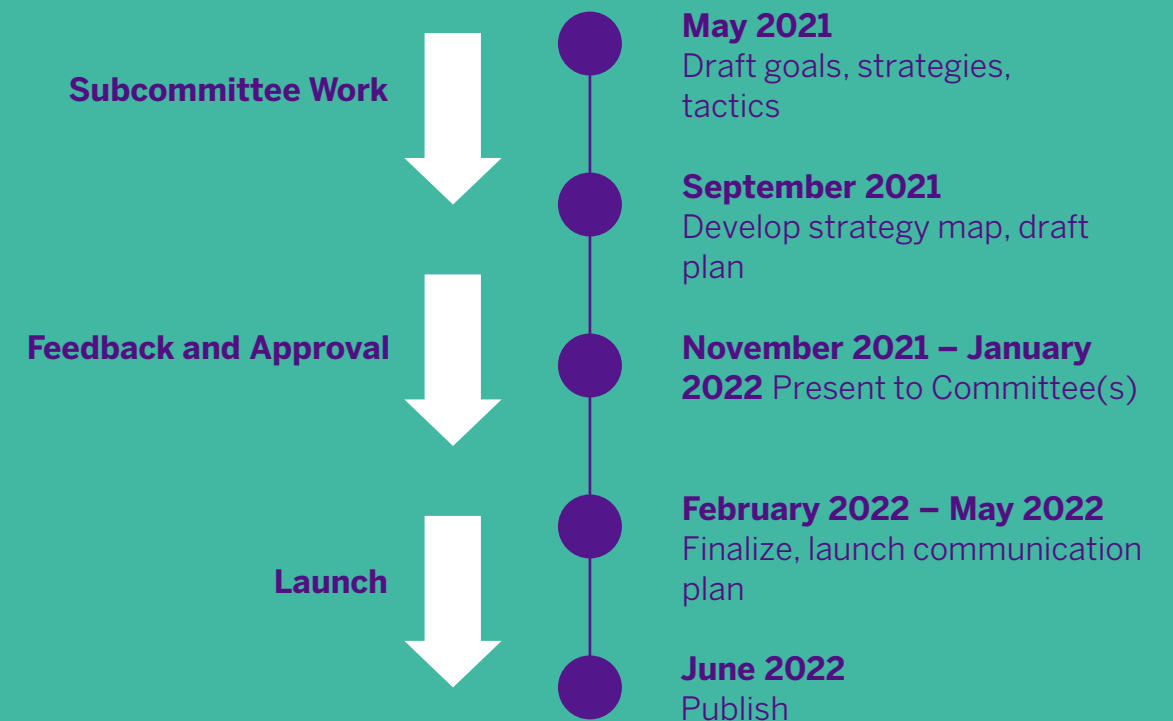 May 2021
Draft goals, strategies,
tactics
Subcommittee Work
September 2021
Develop strategy map, draft
plan
Feedback and Approval
November 2021 – January
2022 Present to Committee(s)
February 2022 – May 2022
Finalize, launch communication
plan
Launch
June 2022
Publish